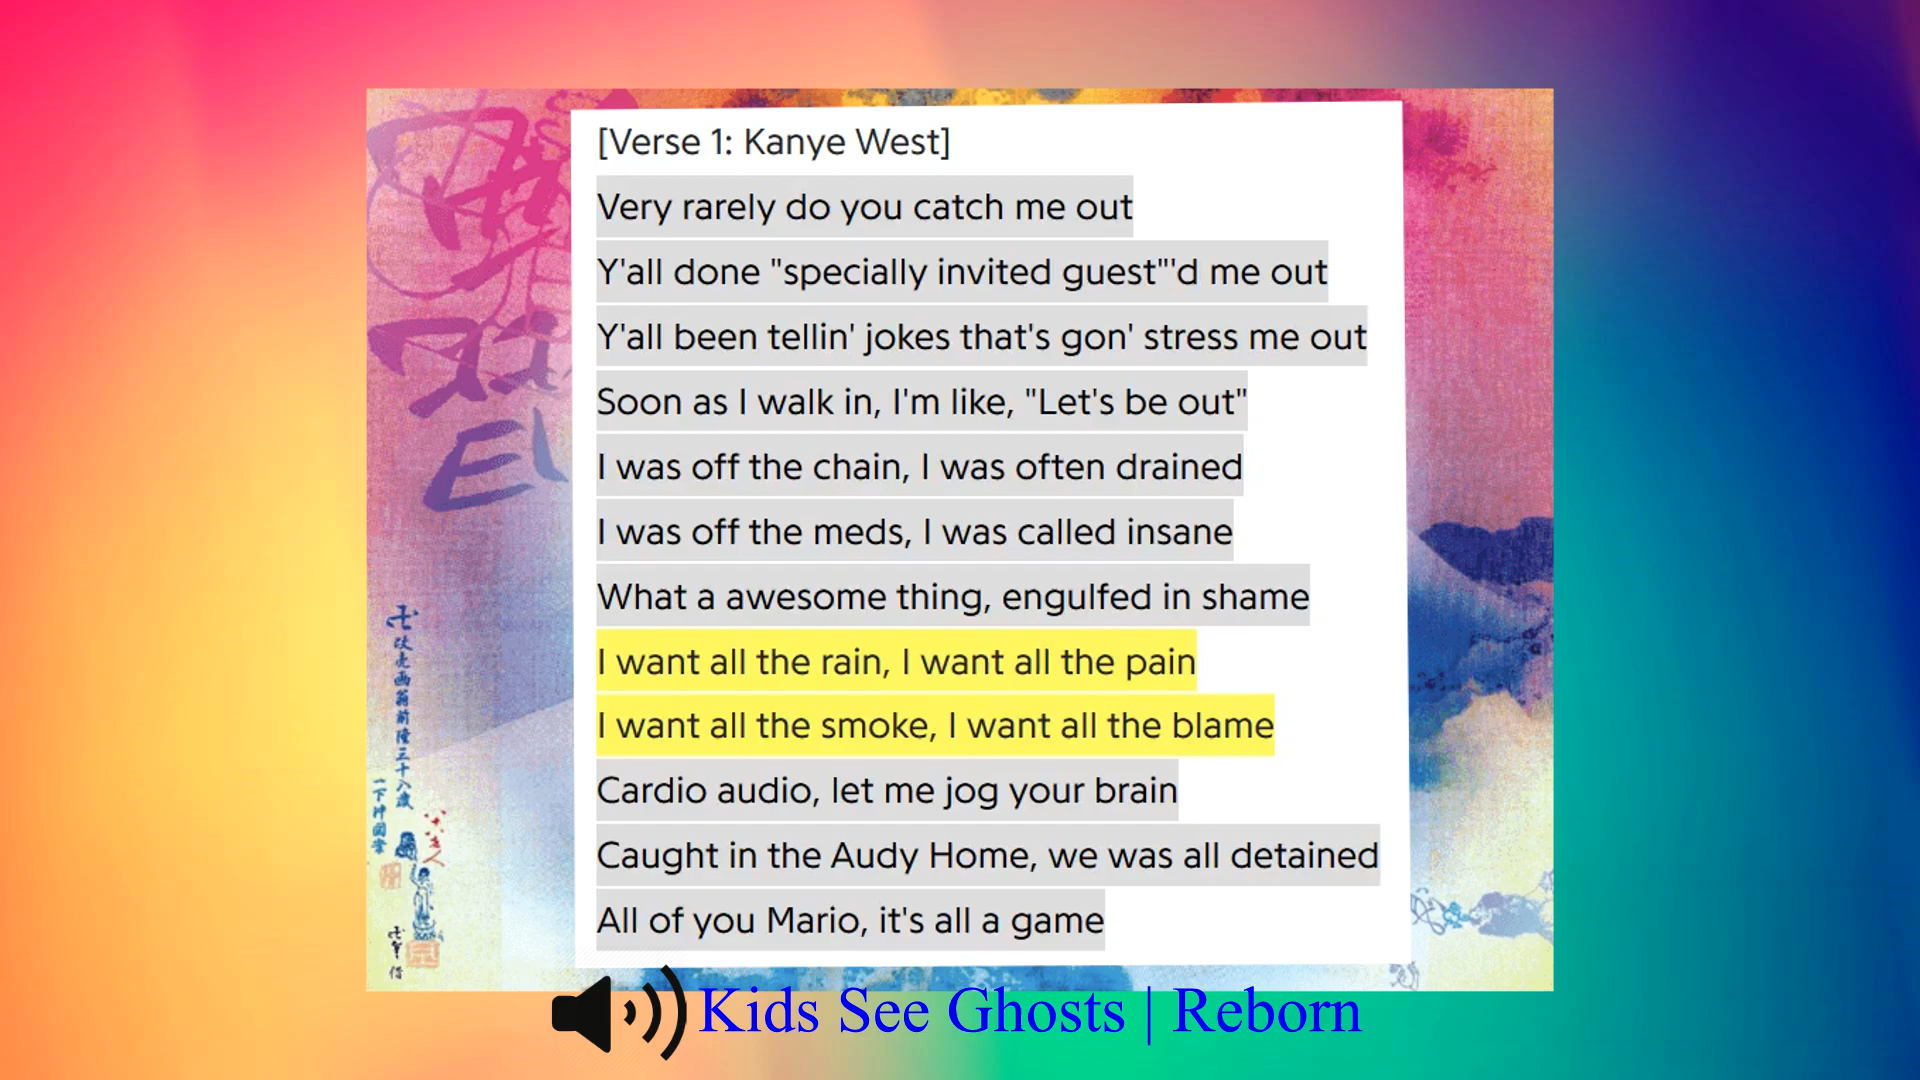 [Verse 1: Kanye West]
Very rarely do you catch me out
Y'all done "specially invited guest"'d me out
Y'all been tellin' jokes that's gon' stress me out
Soon as I walk in, I'm like, "Let's be out"
I was off the chain, I was often drained
I was off the meds, I was called insane
What a awesome thing, engulfed in shame
I want all the rain, I want all the pain
I want all the smoke, I want all the blame
Cardio audio, let me jog your brain
Caught in the Audy Home, we was all detained
All of you Mario, it's all a game
Kids See Ghosts | Reborn